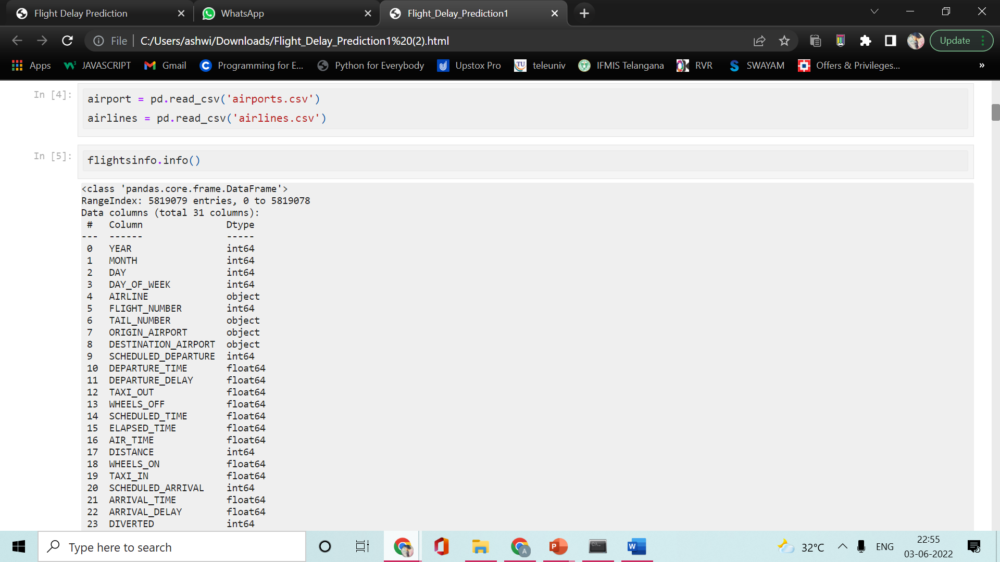 Flight Delay Prediction
WhatsApp
Flight_Delay_Prediction1
File
C:/Users/ashwi/Downloads/Flight_Delay_Prediction1%20(2).html
Update
Apps
JAVASCRIPT
Gmail
Programming for E...
Python for Everybody
Upstox Pro
TU
teleuniv
IFMIS Telangana
RVR
SWAYAM
Offers & Privileges...
»
In [4]:
airport = pd.read_csv('airports.csv')
airlines = pd.read_csv('airlines.csv')
In [5]:
flightsinfo.info()
<class 'pandas.core.frame.DataFrame'>
RangeIndex: 5819079 entries, 0 to 5819078
Data columns (total 31 columns):
# Column Dtype
--- ------ -----
0 YEAR int64
1 MONTH int64
2 DAY int64
3 DAY_OF_WEEK int64
4 AIRLINE object
5 FLIGHT_NUMBER int64
6 TAIL_NUMBER object
7 ORIGIN_AIRPORT object
8 DESTINATION_AIRPORT object
9 SCHEDULED_DEPARTURE int64
10 DEPARTURE_TIME float64
11 DEPARTURE_DELAY float64
12 TAXI_OUT float64
13 WHEELS_OFF float64
14 SCHEDULED_TIME float64
15 ELAPSED_TIME float64
16 AIR_TIME float64
17 DISTANCE int64
18 WHEELS_ON float64
19 TAXI_IN float64
20 SCHEDULED_ARRIVAL int64
21 ARRIVAL_TIME float64
22 ARRIVAL_DELAY float64
23 DIVERTED int64
Type here to search
32°C
ENG
22:55
03-06-2022